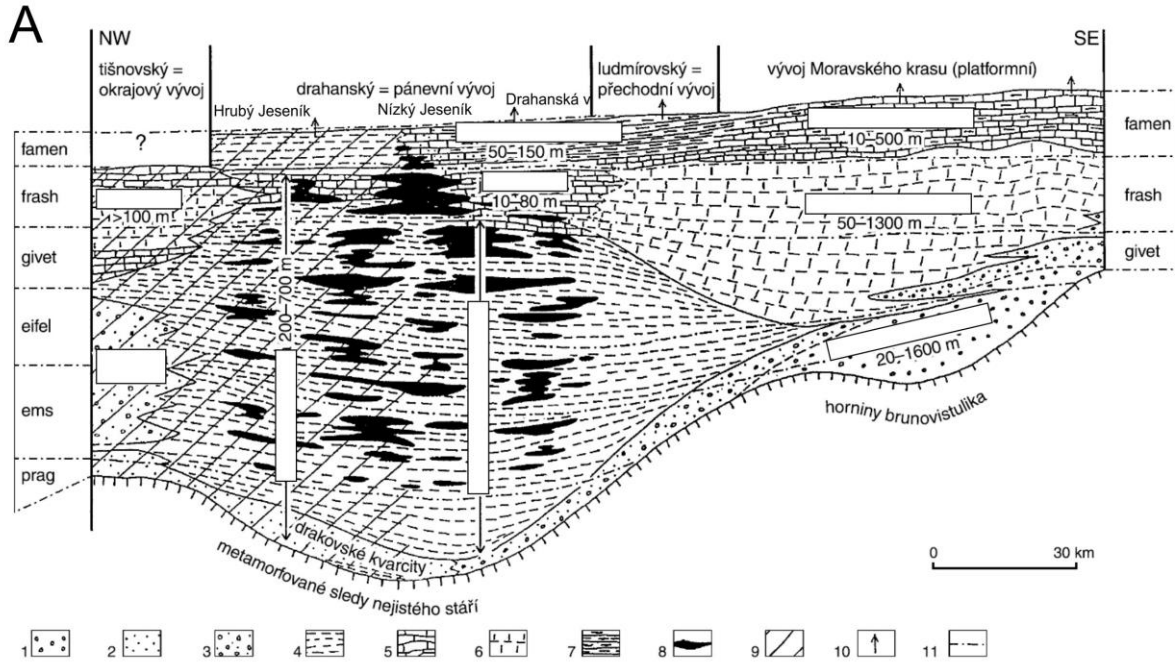 A
NW
SE
tišnovský =
okrajový vývoj
drahanský = pánevní vývoj
ludmírovský =
přechodní vývoj
vývoj Moravského krasu (platformní)
Hrubý Jeseník
Nízký Jeseník
Drahanská v
famen
?
50–150 m
10–500 m
famen
frash
>100 m
10–80 m
50–1300 m
frash
givet
givet
200–700 m
eifel
20–1600 m
ems
horniny brunovistulika
prag
drakovské kvarcity
metamorfované sledy nejistého stáří
0 30 km
1 2 3 4 5 6 7 8 9 10 11